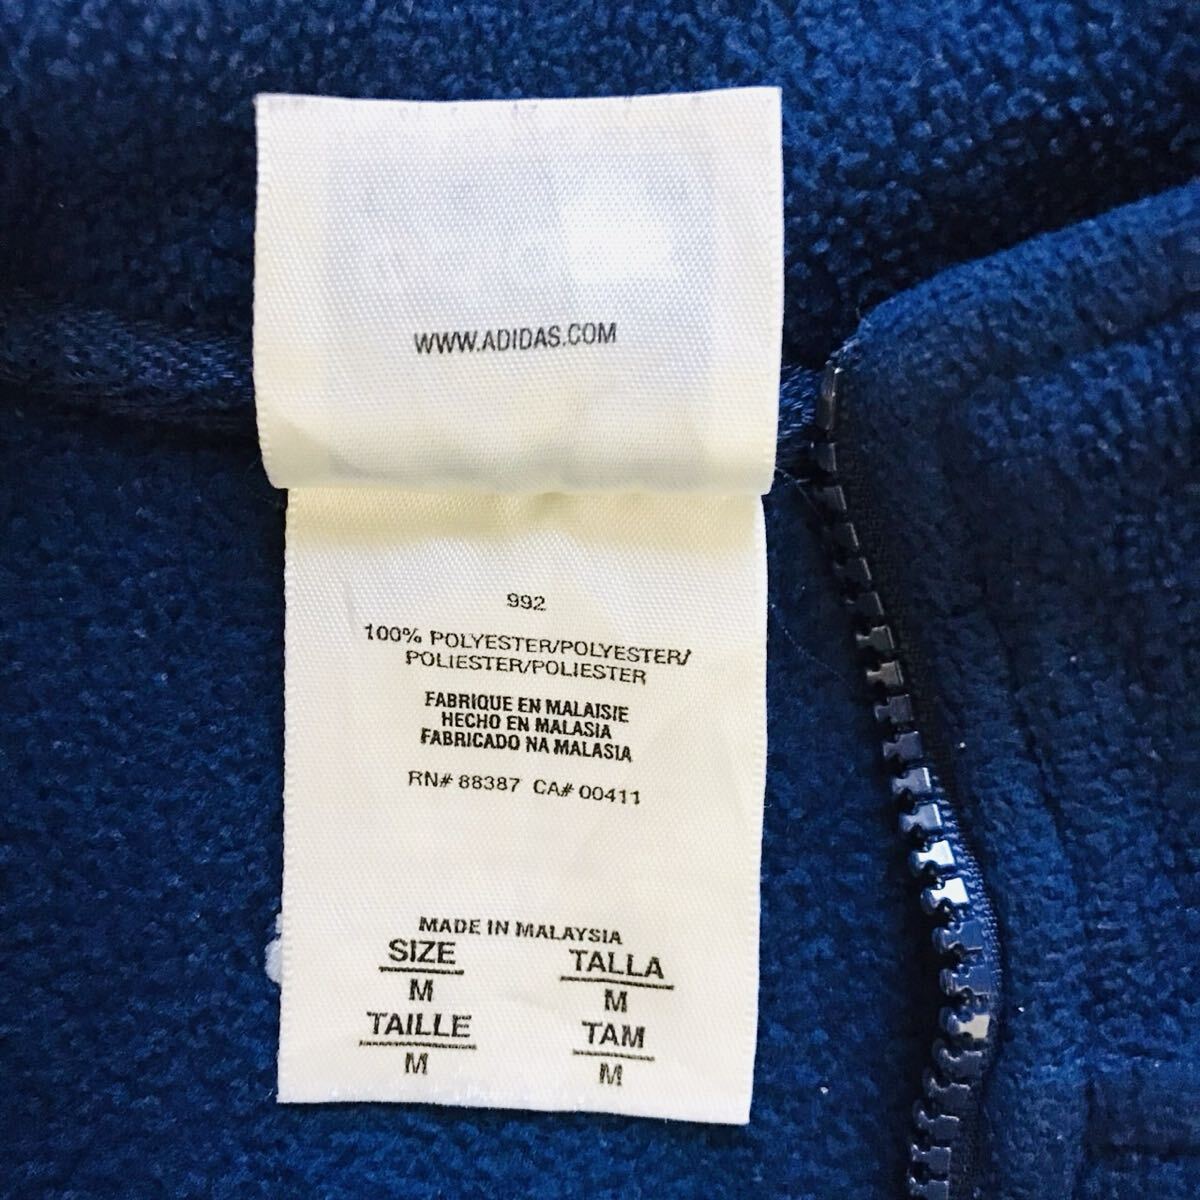 WWW.ADIDAS.COM
992
100% POLYESTER/POLYESTER/
POLIESTER/POLIESTER
FABRIQUE EN MALAISIE
HECHO EN MALASIA
FABRICADO NA MALASIA
RN# 88387 CA# 00411
MADE IN MALAYSIA
SIZE TALLA
M M
TAILLE TAM
M M